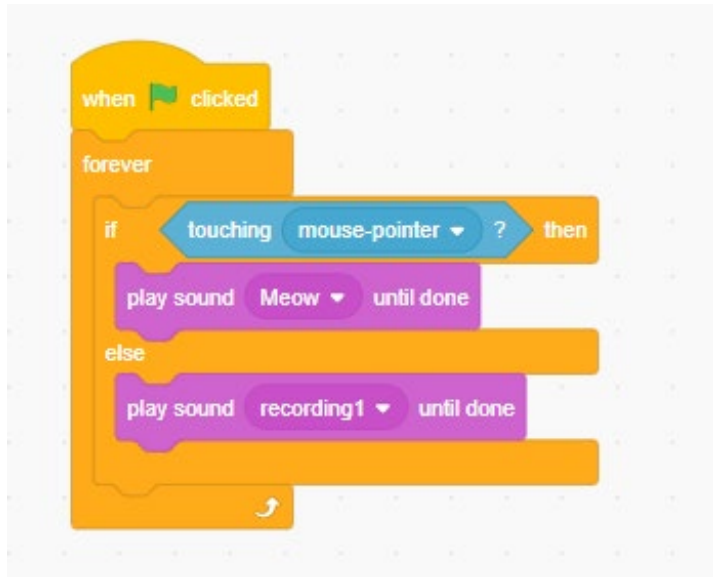 when clicked
forever
if touching mouse-pointer ? then
play sound Meow until done
else
play sound recording1 until done